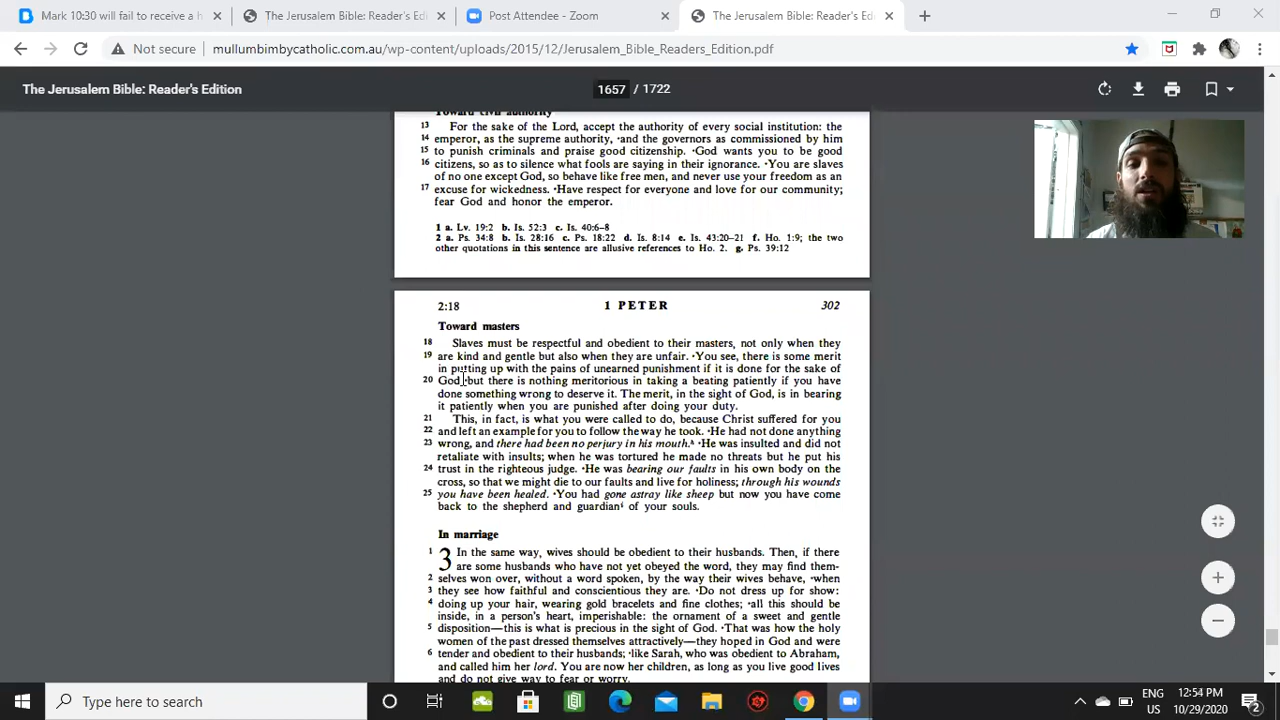 Mark 10:30 will fail to receive a h
The Jerusalem Bible: Reader's E
Post Attendee - Zoom
The Jerusalem Bible: Reader's Ed
Not secure
mullumbimbycatholic.com.au/wp-content/uploads/2015/12/Jerusalem_Bible_Readers_Edition.pdf
The Jerusalem Bible: Reader's Edition
1657 / 1722
Toward civil authority
13 For the sake of the Lord, accept the authority of every social institution: the
14 emperor, as the supreme authority, ·and the governors as commissioned by him
15 to punish criminals and praise good citizenship. ·God wants you to be good
16 citizens, so as to silence what fools are saying in their ignorance. ·You are slaves
of no one except God, so behave like free men, and never use your freedom as an
17 excuse for wickedness. ·Have respect for everyone and love for our community;
fear God and honor the emperor.
1 a. Lv. 19:2 b. Is. 52:3 c. Is. 40:6–8
2 a. Ps. 34:8 b. Is. 28:16 c. Ps. 18:22 d. Is. 8:14 e. Is. 43:20–21 f. Ho. 1:9; the two
other quotations in this sentence are allusive references to Ho. 2. g. Ps. 39:12
2:18 1 PETER 302
Toward masters
18 Slaves must be respectful and obedient to their masters, not only when they
19 are kind and gentle but also when they are unfair. ·You see, there is some merit
in putting up with the pains of unearned punishment if it is done for the sake of
20 God ·but there is nothing meritorious in taking a beating patiently if you have
done something wrong to deserve it. The merit, in the sight of God, is in bearing
it patiently when you are punished after doing your duty.
21 This, in fact, is what you were called to do, because Christ suffered for you
22 and left an example for you to follow the way he took. ·He had not done anything
23 wrong, and there had been no perjury in his mouth.ʰ ·He was insulted and did not
retaliate with insults; when he was tortured he made no threats but he put his
24 trust in the righteous judge. ·He was bearing our faults in his own body on the
cross, so that we might die to our faults and live for holiness; through his wounds
25 you have been healed. ·You had gone astray like sheep but now you have come
back to the shepherd and guardianⁱ of your souls.
In marriage
1 3 In the same way, wives should be obedient to their husbands. Then, if there
are some husbands who have not yet obeyed the word, they may find them-
2 selves won over, without a word spoken, by the way their wives behave, ·when
3 they see how faithful and conscientious they are. ·Do not dress up for show:
4 doing up your hair, wearing gold bracelets and fine clothes; ·all this should be
inside, in a person's heart, imperishable: the ornament of a sweet and gentle
5 disposition—this is what is precious in the sight of God. ·That was how the holy
women of the past dressed themselves attractively—they hoped in God and were
6 tender and obedient to their husbands; ·like Sarah, who was obedient to Abraham,
and called him her lord. You are now her children, as long as you live good lives
and do not give way to fear or worry.
Type here to search
ENG
US
12:54 PM
10/29/2020
2